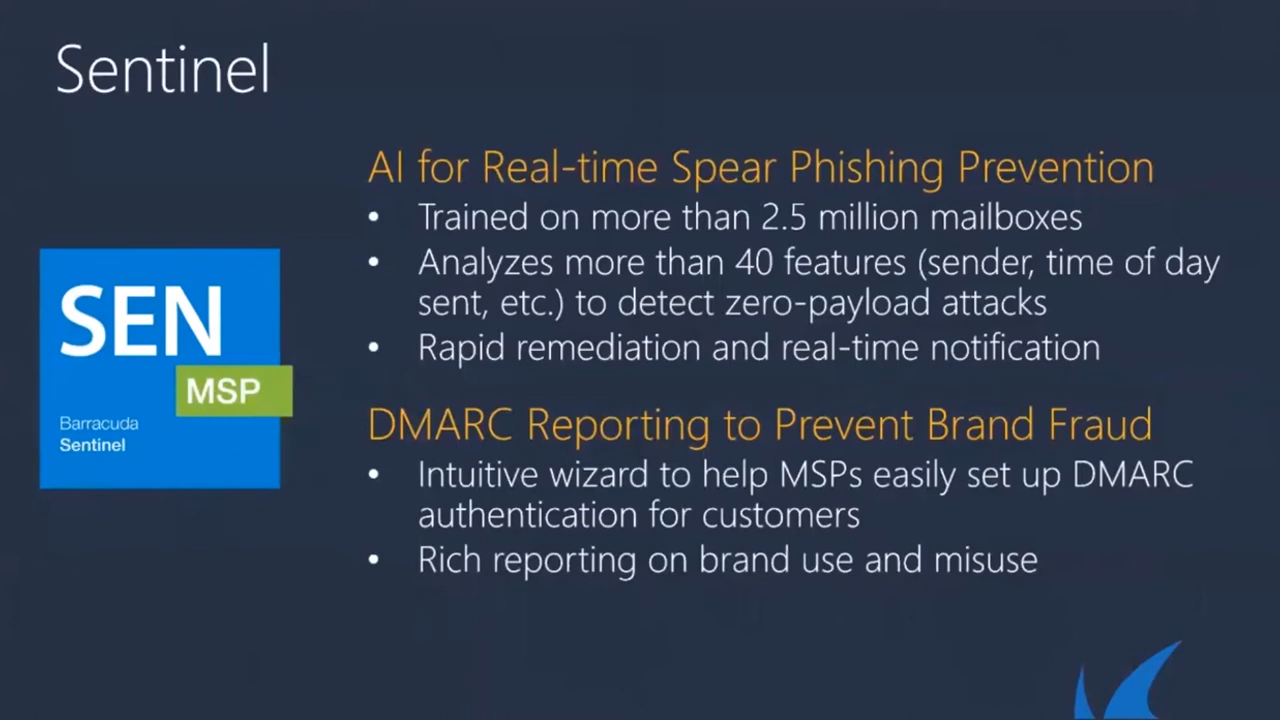 Sentinel
AI for Real-time Spear Phishing Prevention
• Trained on more than 2.5 million mailboxes
• Analyzes more than 40 features (sender, time of day
sent, etc.) to detect zero-payload attacks
• Rapid remediation and real-time notification
SEN
MSP
Barracuda
Sentinel
DMARC Reporting to Prevent Brand Fraud
• Intuitive wizard to help MSPs easily set up DMARC
authentication for customers
• Rich reporting on brand use and misuse